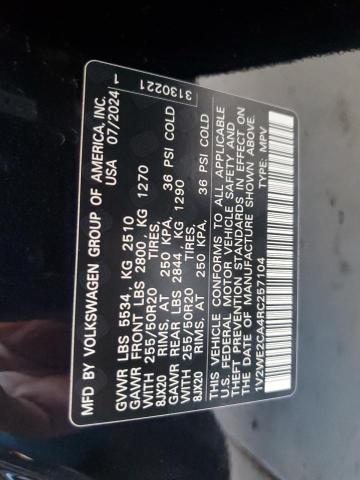 MFD BY VOLKSWAGEN GROUP OF AMERICA, INC.
USA 07/2024 1 3130221
GVWR LBS 5534, KG 2510
GAWR FRONT LBS 2800, KG 1270
WITH 255/50R20 TIRES,
8JX20 RIMS, AT 250 KPA, 36 PSI COLD
GAWR REAR LBS 2844, KG 1290
WITH 255/50R20 TIRES,
8JX20 RIMS, AT 250 KPA, 36 PSI COLD
THIS VEHICLE CONFORMS TO ALL APPLICABLE
U.S. FEDERAL MOTOR VEHICLE SAFETY AND
THEFT PREVENTION STANDARDS IN EFFECT ON
THE DATE OF MANUFACTURE SHOWN ABOVE.
1V2WE2CA4RC257104 TYPE: MPV